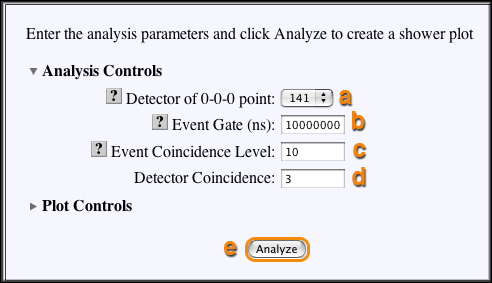 Enter the analysis parameters and click Analyze to create a shower plot
▼ Analysis Controls
? Detector of 0-0-0 point: 141 a
? Event Gate (ns): 10000000 b
? Event Coincidence Level: 10 c
Detector Coincidence: 3 d
► Plot Controls
e Analyze